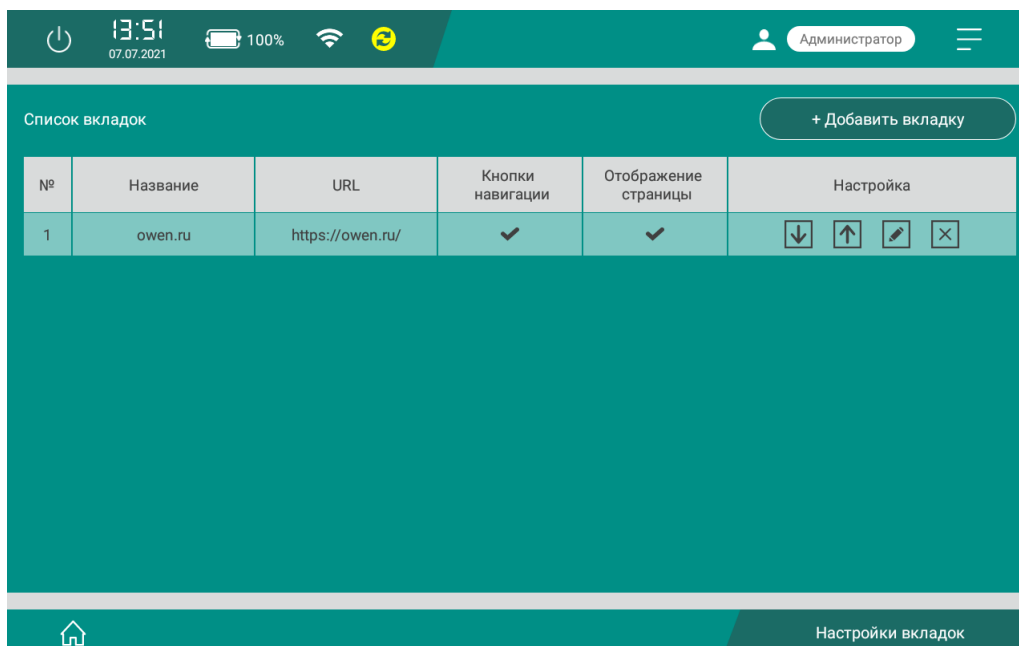 13:51
07.07.2021
100%
Администратор
Список вкладок
+ Добавить вкладку
№
Название
URL
Кнопки
навигации
Отображение
страницы
Настройка
1
owen.ru
https://owen.ru/
Настройки вкладок